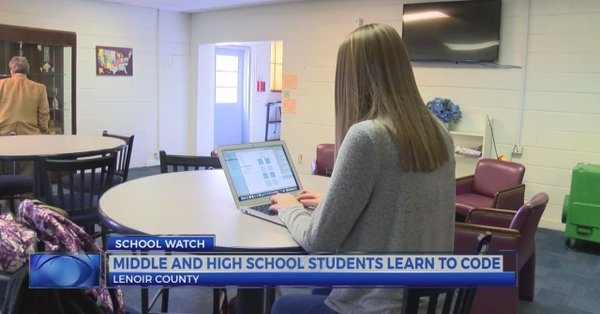 SCHOOL WATCH
MIDDLE AND HIGH SCHOOL STUDENTS LEARN TO CODE
LENOIR COUNTY